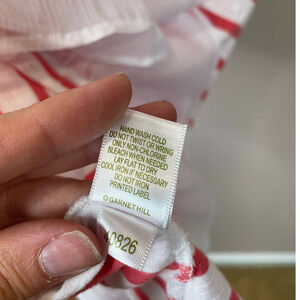 HAND WASH COLD
DO NOT TWIST OR WRING
ONLY NON-CHLORINE
BLEACH WHEN NEEDED
LAY FLAT TO DRY
COOL IRON IF NECESSARY
DO NOT IRON
PRINTED LABEL
© GARNET HILL
40826